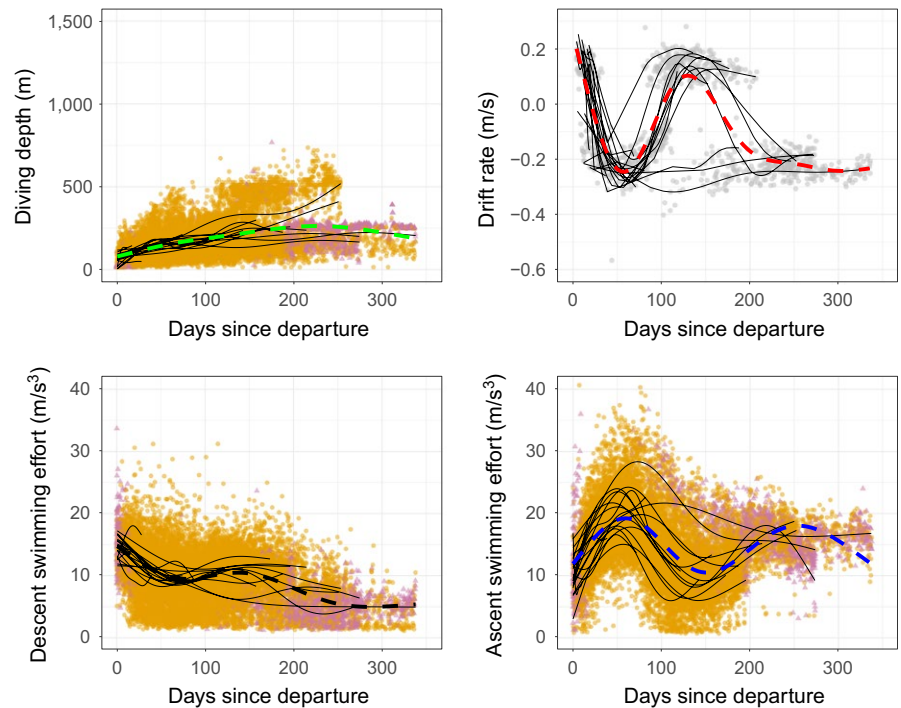 Diving depth (m)
1,500
1,000
500
0
0 100 200 300
Days since departure
Drift rate (m/s)
0.2
0.0
−0.2
−0.4
−0.6
0 100 200 300
Days since departure
Descent swimming effort (m/s³)
40
30
20
10
0
0 100 200 300
Days since departure
Ascent swimming effort (m/s³)
40
30
20
10
0
0 100 200 300
Days since departure